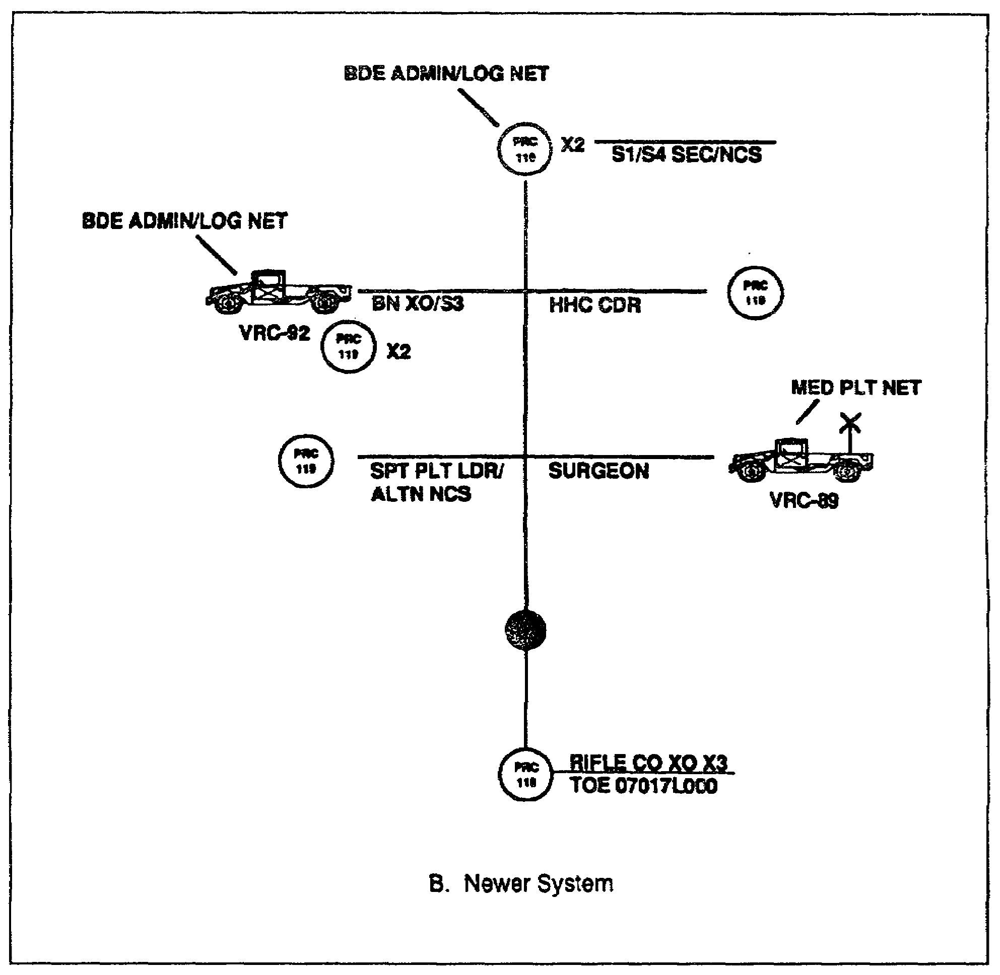 BDE ADMIN/LOG NET
PRC
119
X2
S1/S4 SEC/NCS
BDE ADMIN/LOG NET
BN XO/S3
HHC CDR
PRC
119
VRC-92
PRC
119
X2
MED PLT NET
PRC
119
SPT PLT LDR/
ALTN NCS
SURGEON
VRC-89
PRC
119
RIFLE CO XO X3
TOE 07017L000
B. Newer System